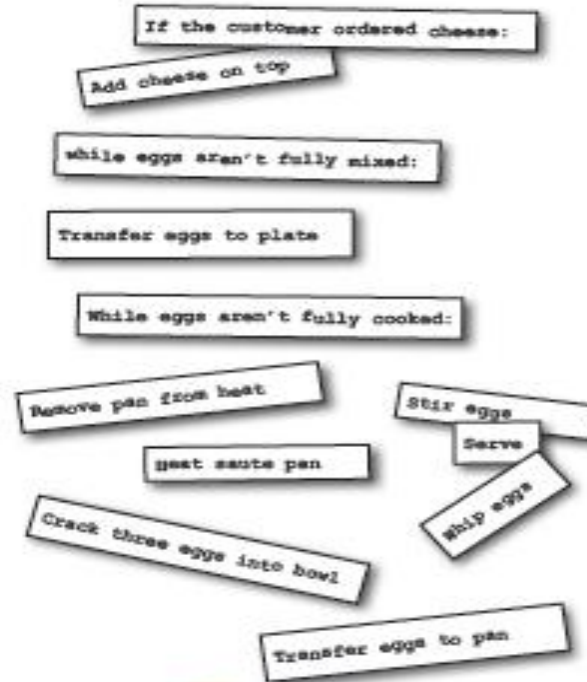 If the customer ordered cheese:
Add cheese on top
while eggs aren't fully mixed:
Transfer eggs to plate
While eggs aren't fully cooked:
Remove pan from heat
Stir eggs
Serve
Heat saute pan
Whip eggs
Crack three eggs into bowl
Transfer eggs to pan